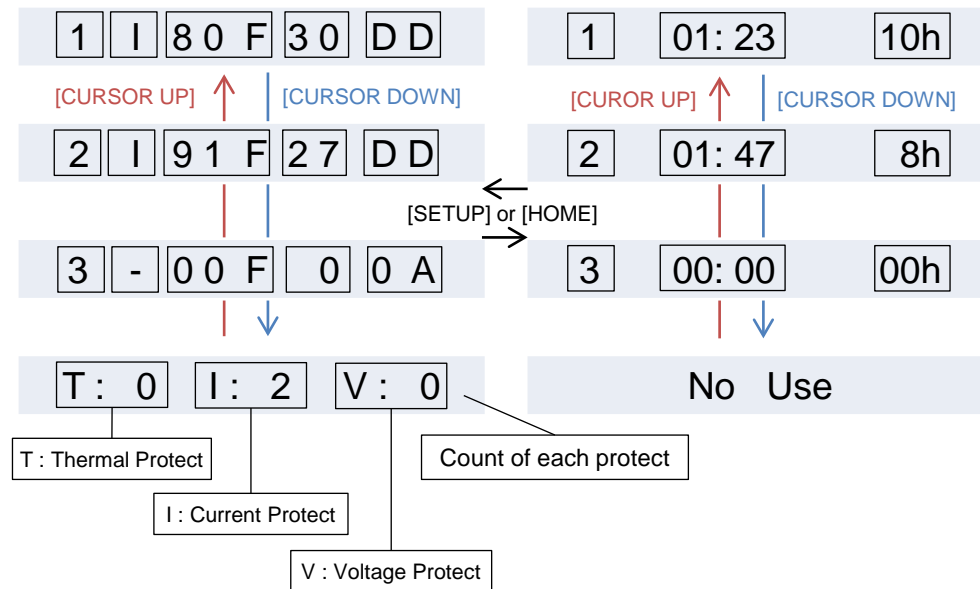 1 I 80 F 30 DD
1 01: 23 10h
[CURSOR UP] [CURSOR DOWN]
[CUROR UP] [CURSOR DOWN]
2 I 91 F 27 DD
2 01: 47 8h
[SETUP] or [HOME]
3 - 00 F 0 0 A
3 00: 00 00h
T : 0 I : 2 V : 0
No Use
T : Thermal Protect
Count of each protect
I : Current Protect
V : Voltage Protect